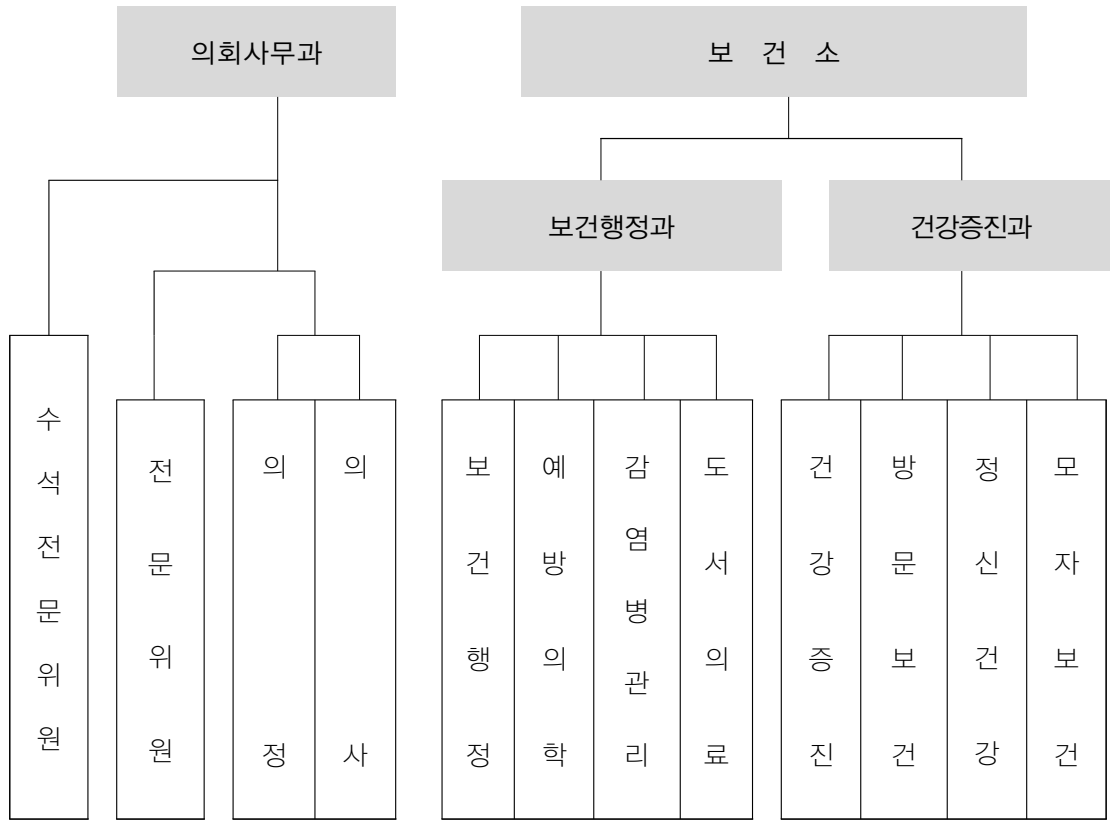 의회사무과
보 건 소
보건행정과
건강증진과
수석전문위원
전문위원
의정
의사
보건행정
예방의학
감염병관리
도서의료
건강증진
방문보건
정신건강
모자보건